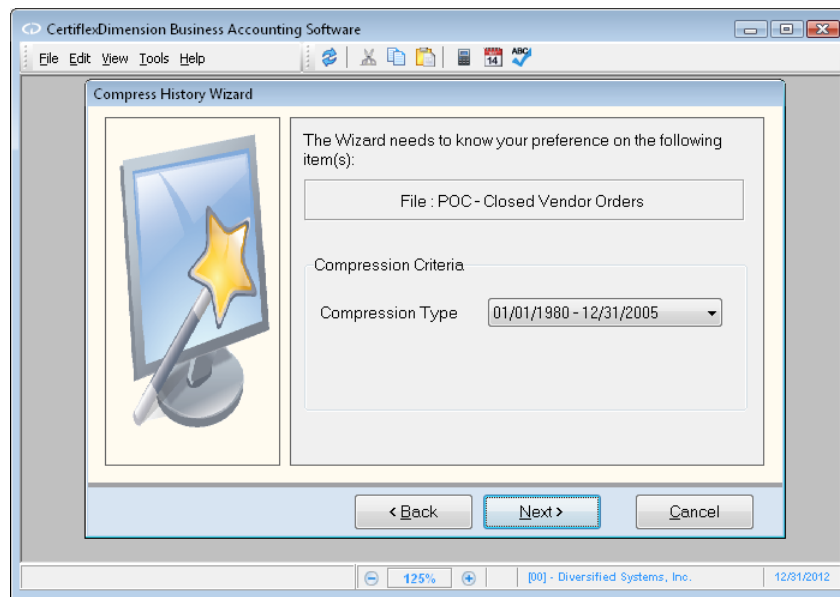 CertiflexDimension Business Accounting Software
File Edit View Tools Help
14 ABC
Compress History Wizard
The Wizard needs to know your preference on the following
item(s):
File : POC - Closed Vendor Orders
Compression Criteria
Compression Type 01/01/1980 - 12/31/2005
< Back Next > Cancel
125% [00] - Diversified Systems, Inc. 12/31/2012